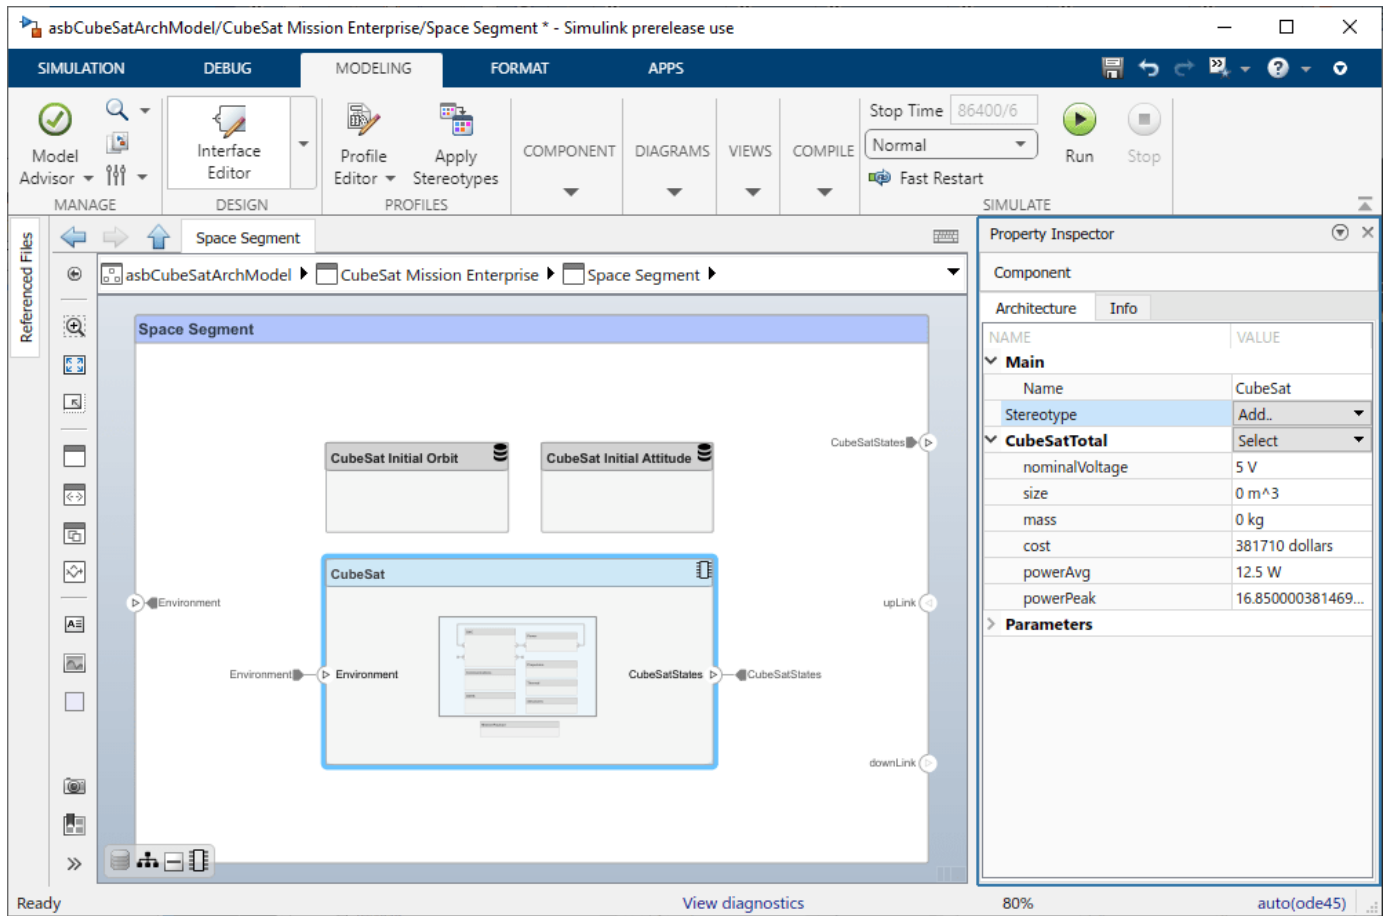 asbCubeSatArchModel/CubeSat Mission Enterprise/Space Segment * - Simulink prerelease use
SIMULATION DEBUG MODELING FORMAT APPS
Model Advisor
Interface Editor
Profile Editor
Apply Stereotypes
COMPONENT
DIAGRAMS
VIEWS
COMPILE
Stop Time 86400/6
Normal
Fast Restart
Run
Stop
MANAGE DESIGN PROFILES SIMULATE
Referenced Files
Space Segment
asbCubeSatArchModel CubeSat Mission Enterprise Space Segment
Space Segment
CubeSat Initial Orbit
CubeSat Initial Attitude
CubeSatStates
CubeSat
Environment
upLink
Environment
Environment
CubeSatStates
CubeSatStates
downLink
Property Inspector
Component
Architecture Info
NAME VALUE
Main
Name CubeSat
Stereotype Add..
CubeSatTotal Select
nominalVoltage 5 V
size 0 m^3
mass 0 kg
cost 381710 dollars
powerAvg 12.5 W
powerPeak 16.850000381469...
Parameters
Ready View diagnostics 80% auto(ode45)